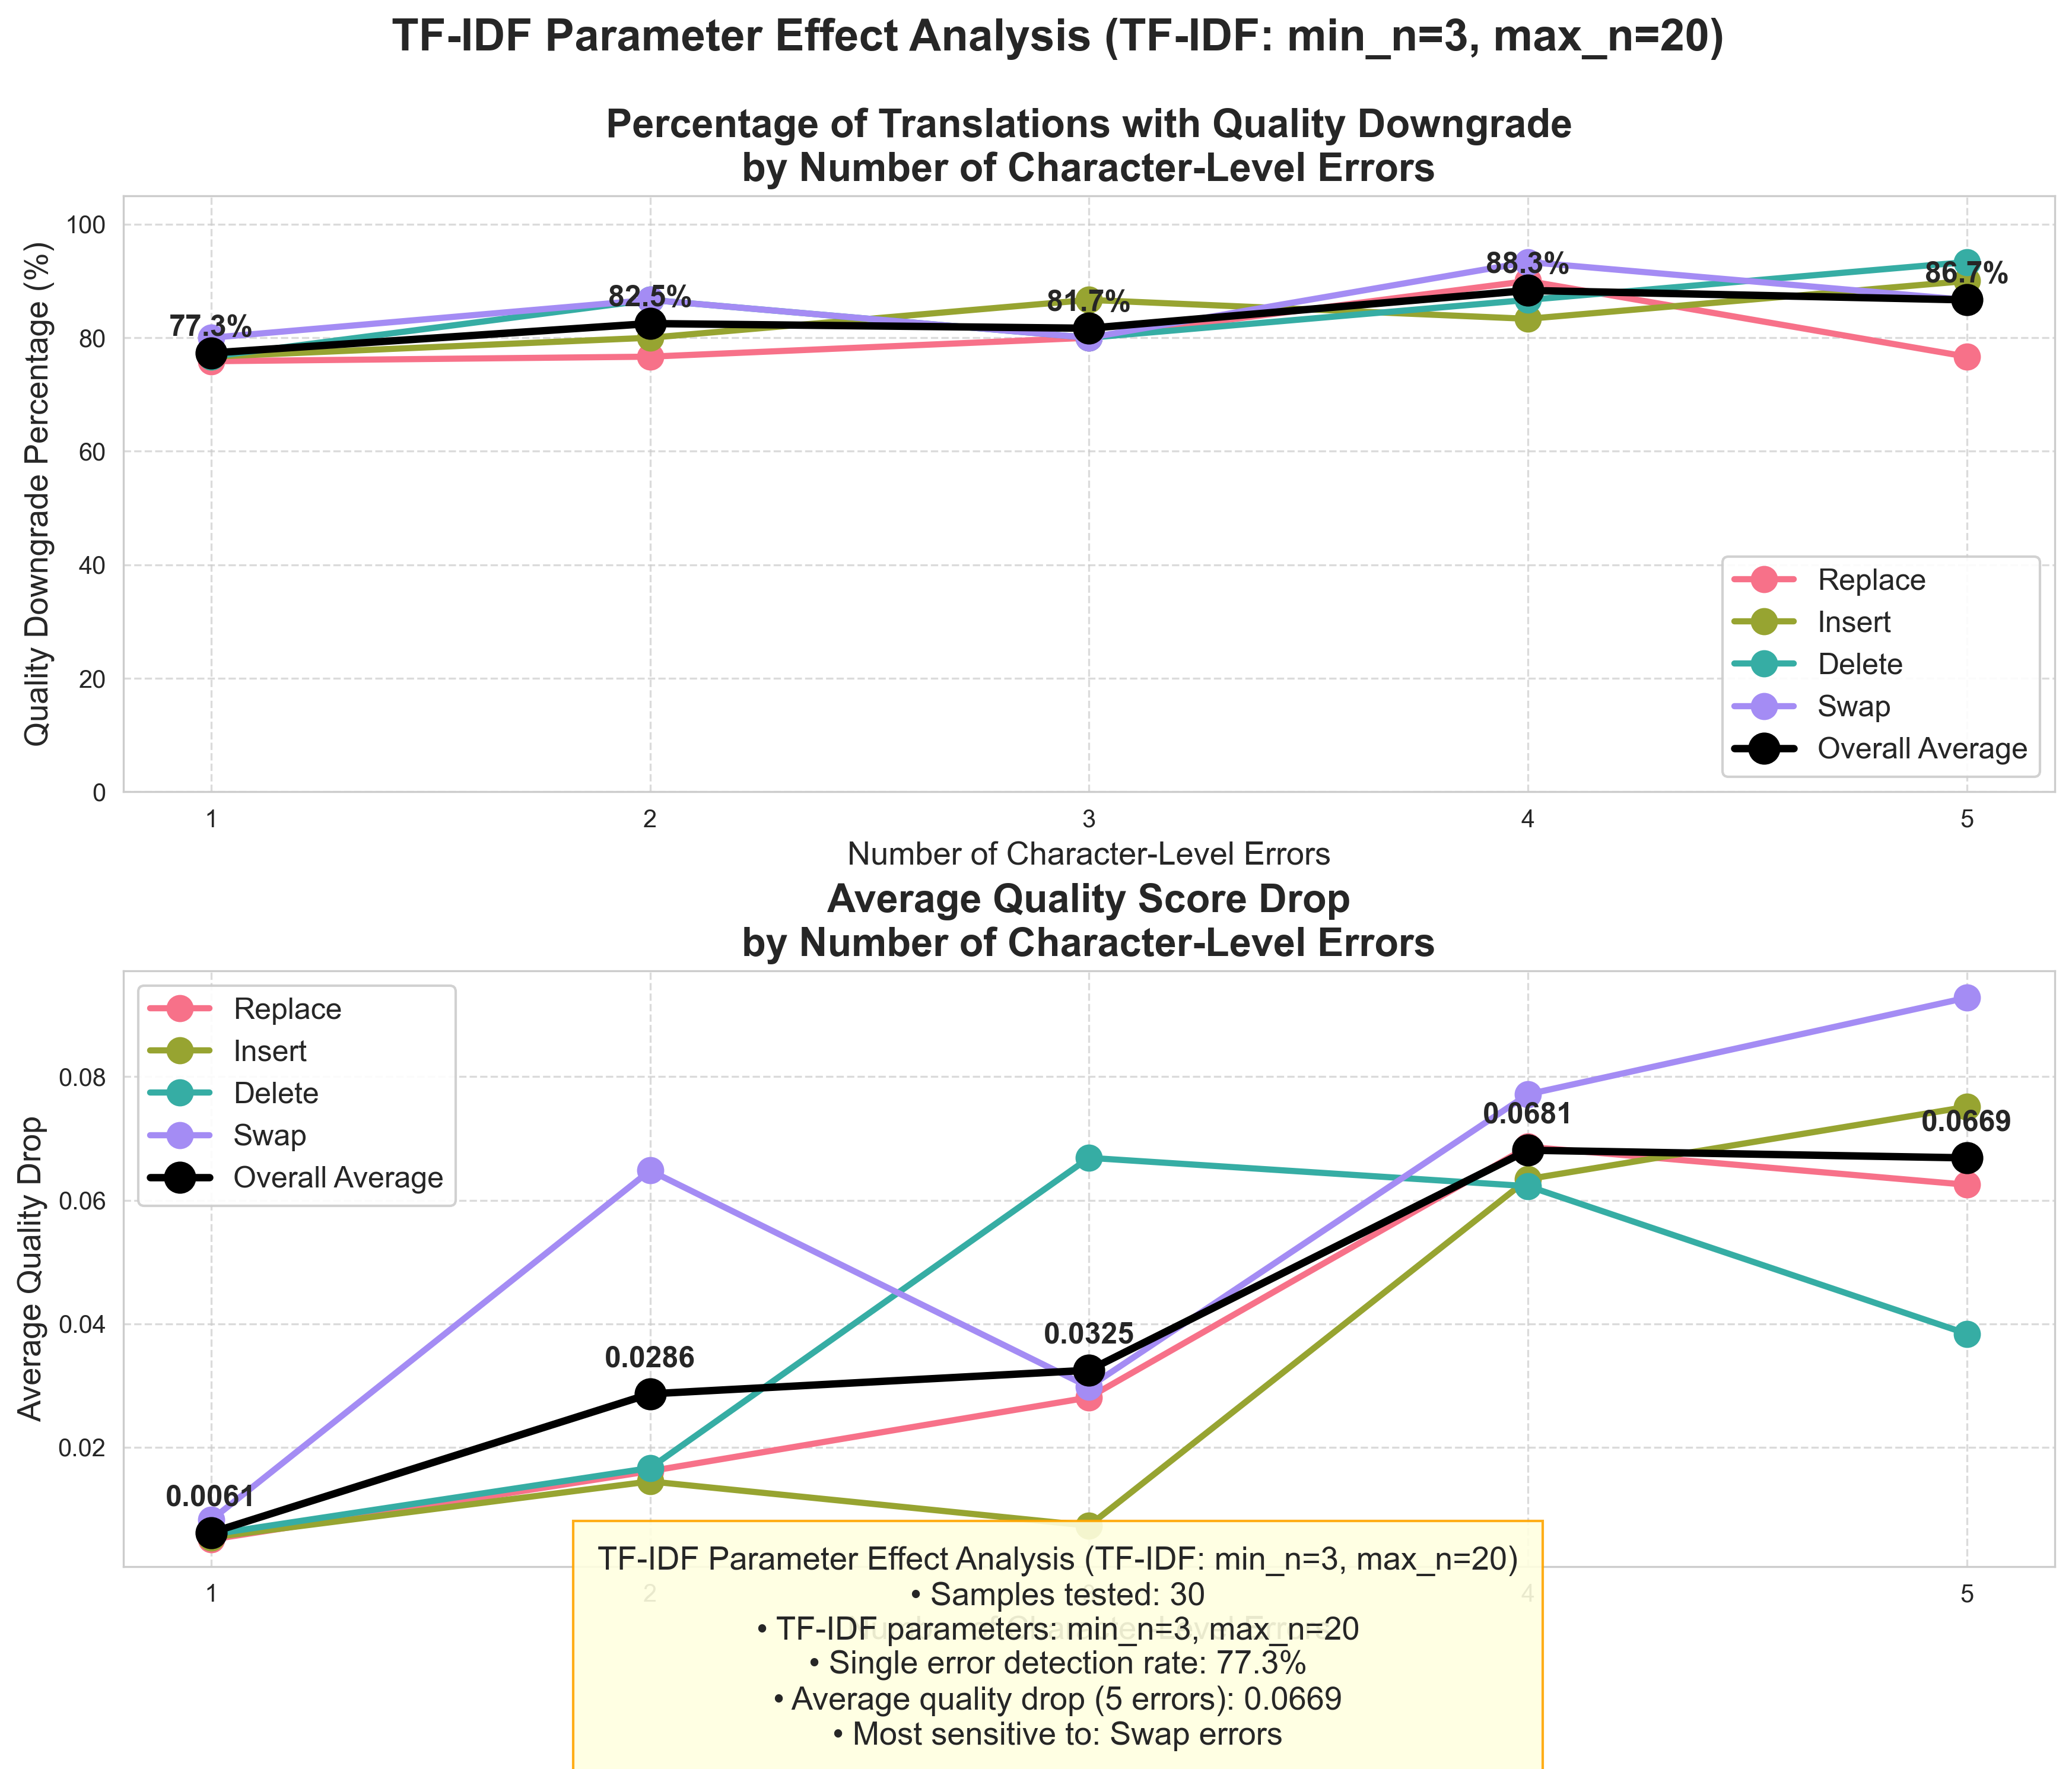 TF-IDF Parameter Effect Analysis (TF-IDF: min_n=3, max_n=20)
Percentage of Translations with Quality Downgrade
by Number of Character-Level Errors
Quality Downgrade Percentage (%)
100
80
60
40
20
0
77.3%
82.5%
81.7%
88.3%
86.7%
Replace
Insert
Delete
Swap
Overall Average
1
2
3
4
5
Number of Character-Level Errors
Average Quality Score Drop
by Number of Character-Level Errors
Average Quality Drop
0.08
0.06
0.04
0.02
Replace
Insert
Delete
Swap
Overall Average
0.0061
0.0286
0.0325
0.0681
0.0669
1
2
4
5
TF-IDF Parameter Effect Analysis (TF-IDF: min_n=3, max_n=20)
• Samples tested: 30
• TF-IDF parameters: min_n=3, max_n=20
• Single error detection rate: 77.3%
• Average quality drop (5 errors): 0.0669
• Most sensitive to: Swap errors